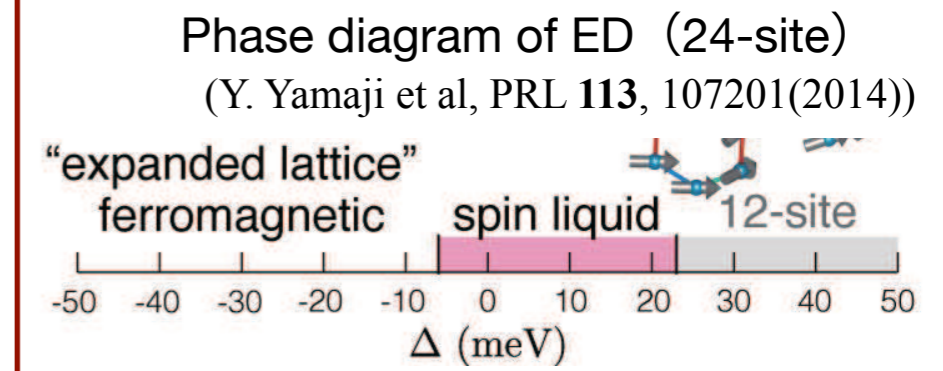 Phase diagram of ED（24-site）
(Y. Yamaji et al, PRL 113, 107201(2014))
“expanded lattice”
ferromagnetic spin liquid 12-site
-50 -40 -30 -20 -10 0 10 20 30 40 50
Δ (meV)